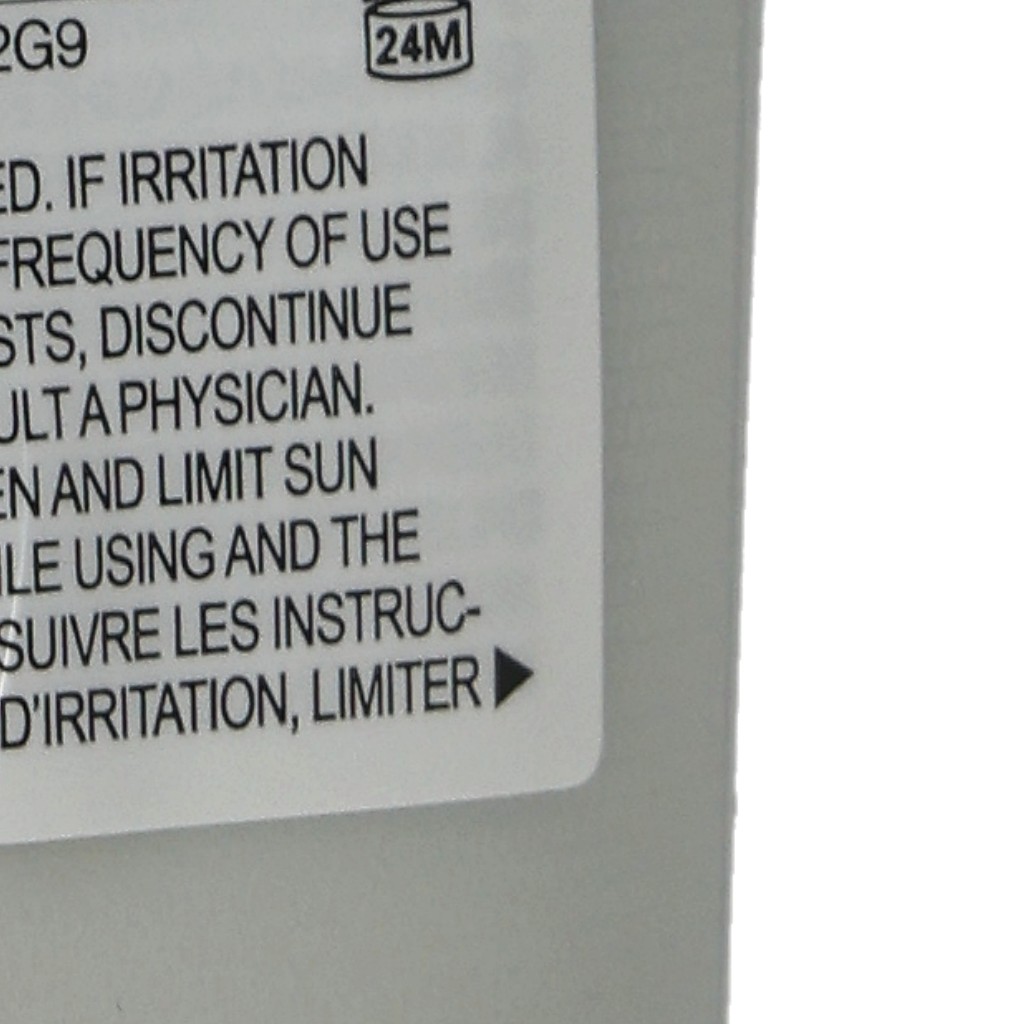 2G9
24M
ED. IF IRRITATION
FREQUENCY OF USE
STS, DISCONTINUE
ULT A PHYSICIAN.
EN AND LIMIT SUN
ILE USING AND THE
SUIVRE LES INSTRUC-
D'IRRITATION, LIMITER